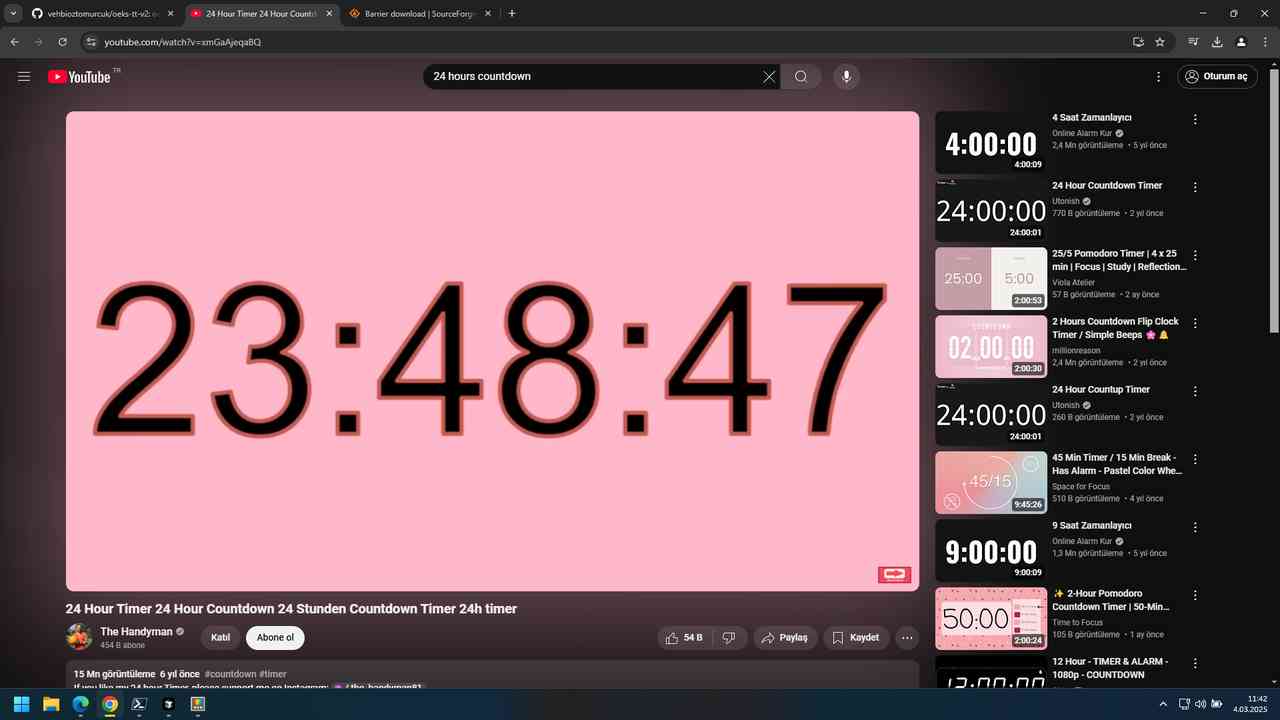 vehbioztomurcuk/oeks-tt-v2: o
24 Hour Timer 24 Hour Countd
Barrier download | SourceForg
youtube.com/watch?v=xmGaAjeqaBQ
YouTube TR
24 hours countdown
Oturum aç
23:48:47
24 Hour Timer 24 Hour Countdown 24 Stunden Countdown Timer 24h timer
The Handyman
454 B abone
Katıl
Abone ol
54 B
Paylaş
Kaydet
15 Mn görüntüleme 6 yıl önce #countdown #timer
If you like my 24 hour Timer, please support me on Instagram: / the_handyman81
4:00:00
4:00:09
4 Saat Zamanlayıcı
Online Alarm Kur
2,4 Mn görüntüleme • 5 yıl önce
24:00:00
24:00:01
24 Hour Countdown Timer
Utonish
770 B görüntüleme • 2 yıl önce
25:00
5:00
2:00:53
25/5 Pomodoro Timer | 4 x 25
min | Focus | Study | Reflection...
Viola Atelier
57 B görüntüleme • 2 ay önce
COUNTDOWN
02 00 00
2:00:30
2 Hours Countdown Flip Clock
Timer / Simple Beeps 🌸 🔔
millionreason
2,4 Mn görüntüleme • 2 yıl önce
24:00:00
24:00:01
24 Hour Countup Timer
Utonish
260 B görüntüleme • 2 yıl önce
45/15
9:45:26
45 Min Timer / 15 Min Break -
Has Alarm - Pastel Color Whe...
Space for Focus
510 B görüntüleme • 4 yıl önce
9:00:00
9:00:09
9 Saat Zamanlayıcı
Online Alarm Kur
1,3 Mn görüntüleme • 5 yıl önce
50:00
2:00:24
✨ 2-Hour Pomodoro
Countdown Timer | 50-Min...
Time to Focus
105 B görüntüleme • 1 ay önce
12:00:00
12 Hour - TIMER & ALARM -
1080p - COUNTDOWN
11:42
4.03.2025